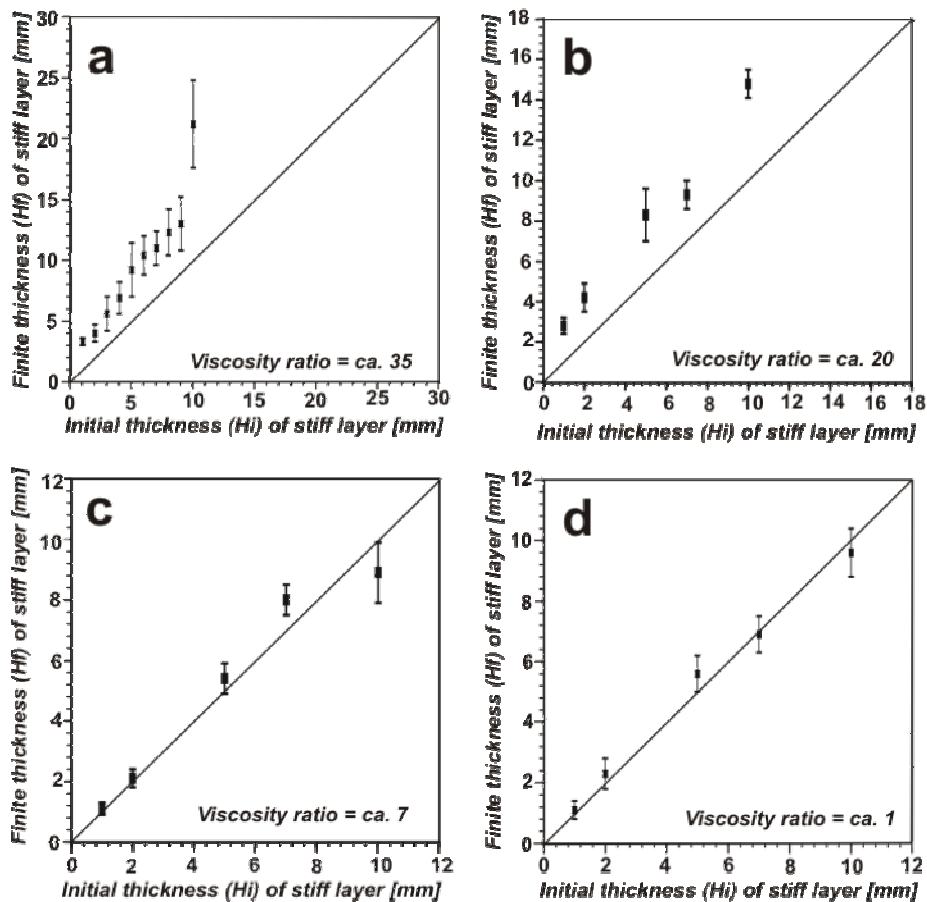 a
Finite thickness (Hf) of stiff layer [mm]
30
25
20
15
10
5
0
Viscosity ratio = ca. 35
0 5 10 15 20 25 30
Initial thickness (Hi) of stiff layer [mm]
b
Finite thickness (Hf) of stiff layer [mm]
18
16
14
12
10
8
6
4
2
0
Viscosity ratio = ca. 20
0 2 4 6 8 10 12 14 16 18
Initial thickness (Hi) of stiff layer [mm]
c
Finite thickness (Hf) of stiff layer [mm]
12
10
8
6
4
2
0
Viscosity ratio = ca. 7
0 2 4 6 8 10 12
Initial thickness (Hi) of stiff layer [mm]
d
Finite thickness (Hf) of stiff layer [mm]
12
10
8
6
4
2
0
Viscosity ratio = ca. 1
0 2 4 6 8 10 12
Initial thickness (Hi) of stiff layer [mm]